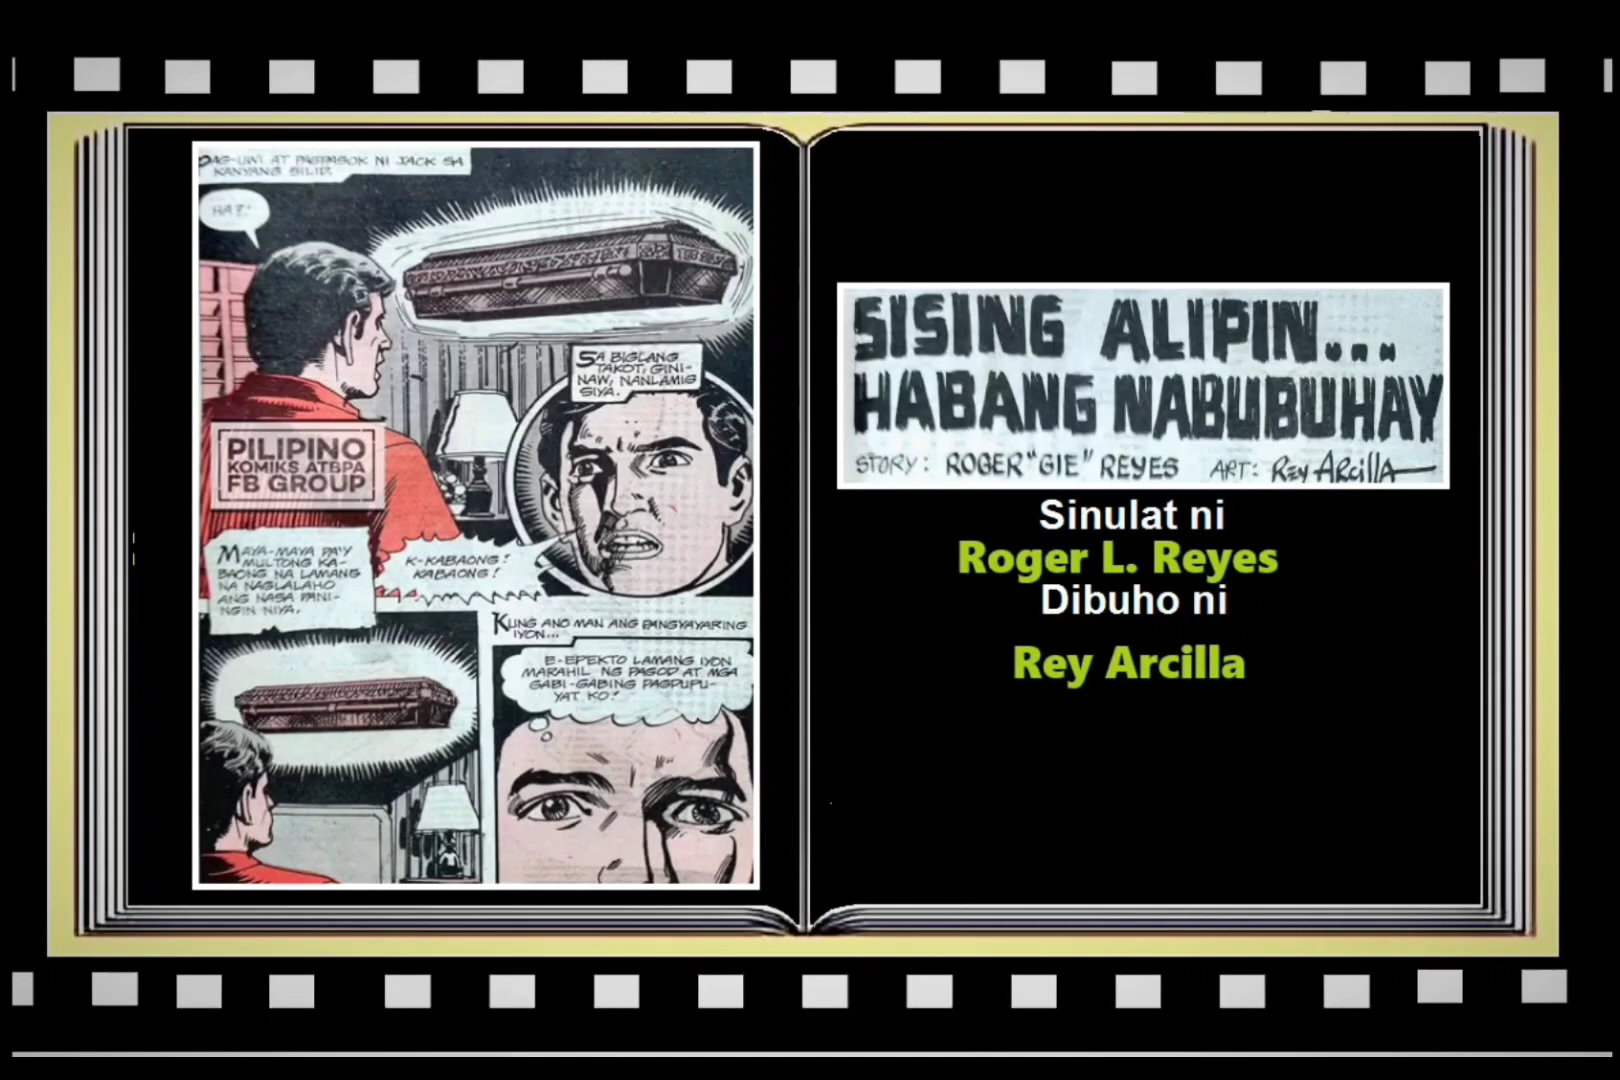 PAG-UWI AT PAGPASOK NI JACK SA
KANYANG SILID.
HA?!
SA BIGLANG
TAKOT, GINI-
NAW, NANLAMIG
SIYA.
PILIPINO
KOMIKS ATBPA
FB GROUP
K-KABAONG!
KABAONG!
MAYA-MAYA PA'Y
MULTONG KA-
BAONG NA LAMANG
NA NAGLALAHO
ANG NASA PANI-
NGIN NIYA.
KUNG ANO MAN ANG PANGYAYARING
IYON...
E-EPEKTO LAMANG IYON
MARAHIL NG PAGOD AT MGA
GABI-GABING PAGPUPU-
YAT KO!
SISING ALIPIN...
HABANG NABUBUHAY
STORY: ROGER "GIE" REYES ART: REY ARCILLA
Sinulat ni
Roger L. Reyes
Dibuho ni
Rey Arcilla